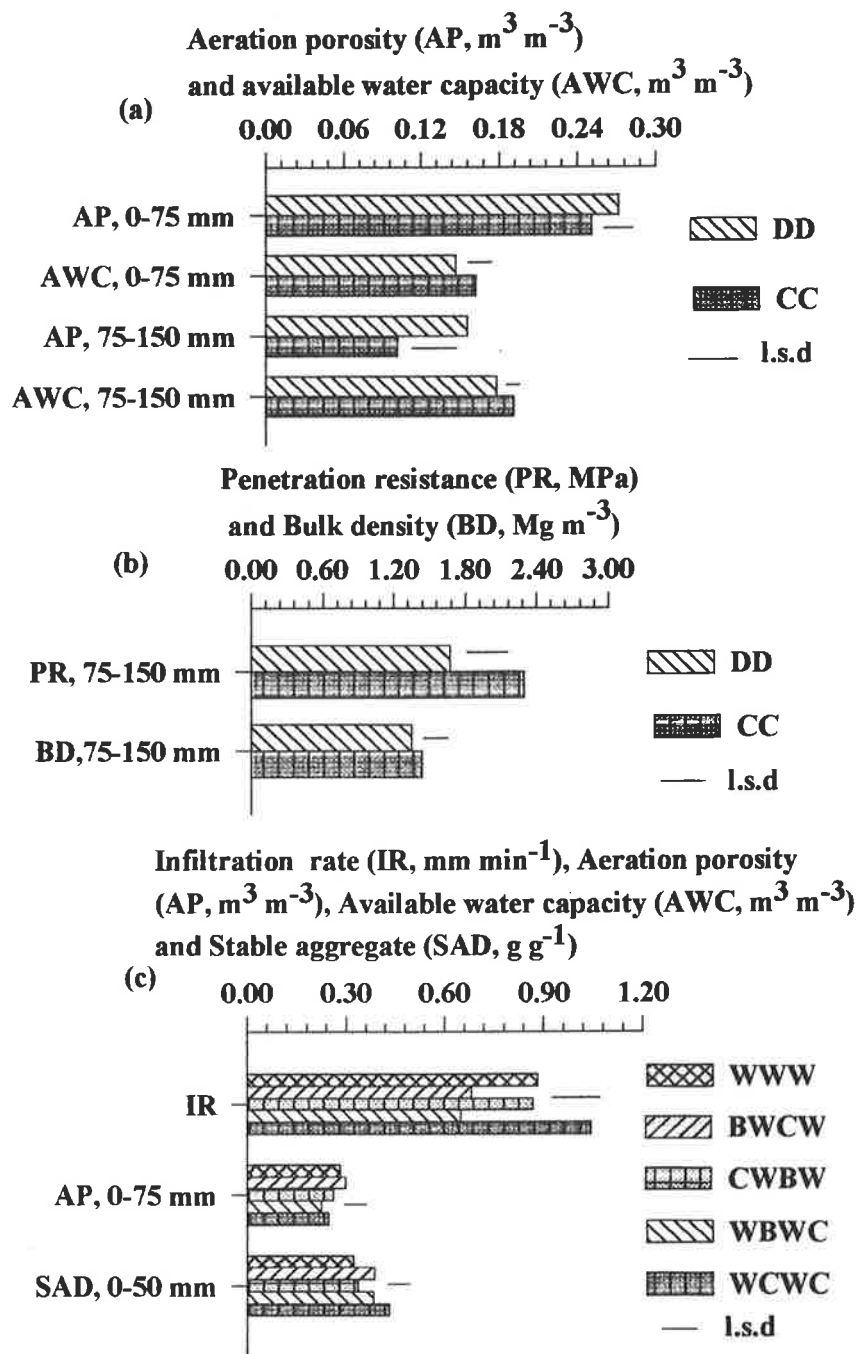 Aeration porosity (AP, m³ m⁻³)
and available water capacity (AWC, m³ m⁻³)
(a)
0.00 0.06 0.12 0.18 0.24 0.30
AP, 0-75 mm
AWC, 0-75 mm
AP, 75-150 mm
AWC, 75-150 mm
DD
CC
l.s.d
Penetration resistance (PR, MPa)
and Bulk density (BD, Mg m⁻³)
(b)
0.00 0.60 1.20 1.80 2.40 3.00
PR, 75-150 mm
BD,75-150 mm
DD
CC
l.s.d
Infiltration rate (IR, mm min⁻¹), Aeration porosity
(AP, m³ m⁻³), Available water capacity (AWC, m³ m⁻³)
and Stable aggregate (SAD, g g⁻¹)
(c)
0.00 0.30 0.60 0.90 1.20
IR
AP, 0-75 mm
SAD, 0-50 mm
WWW
BWCW
CWBW
WBWC
WCWC
l.s.d